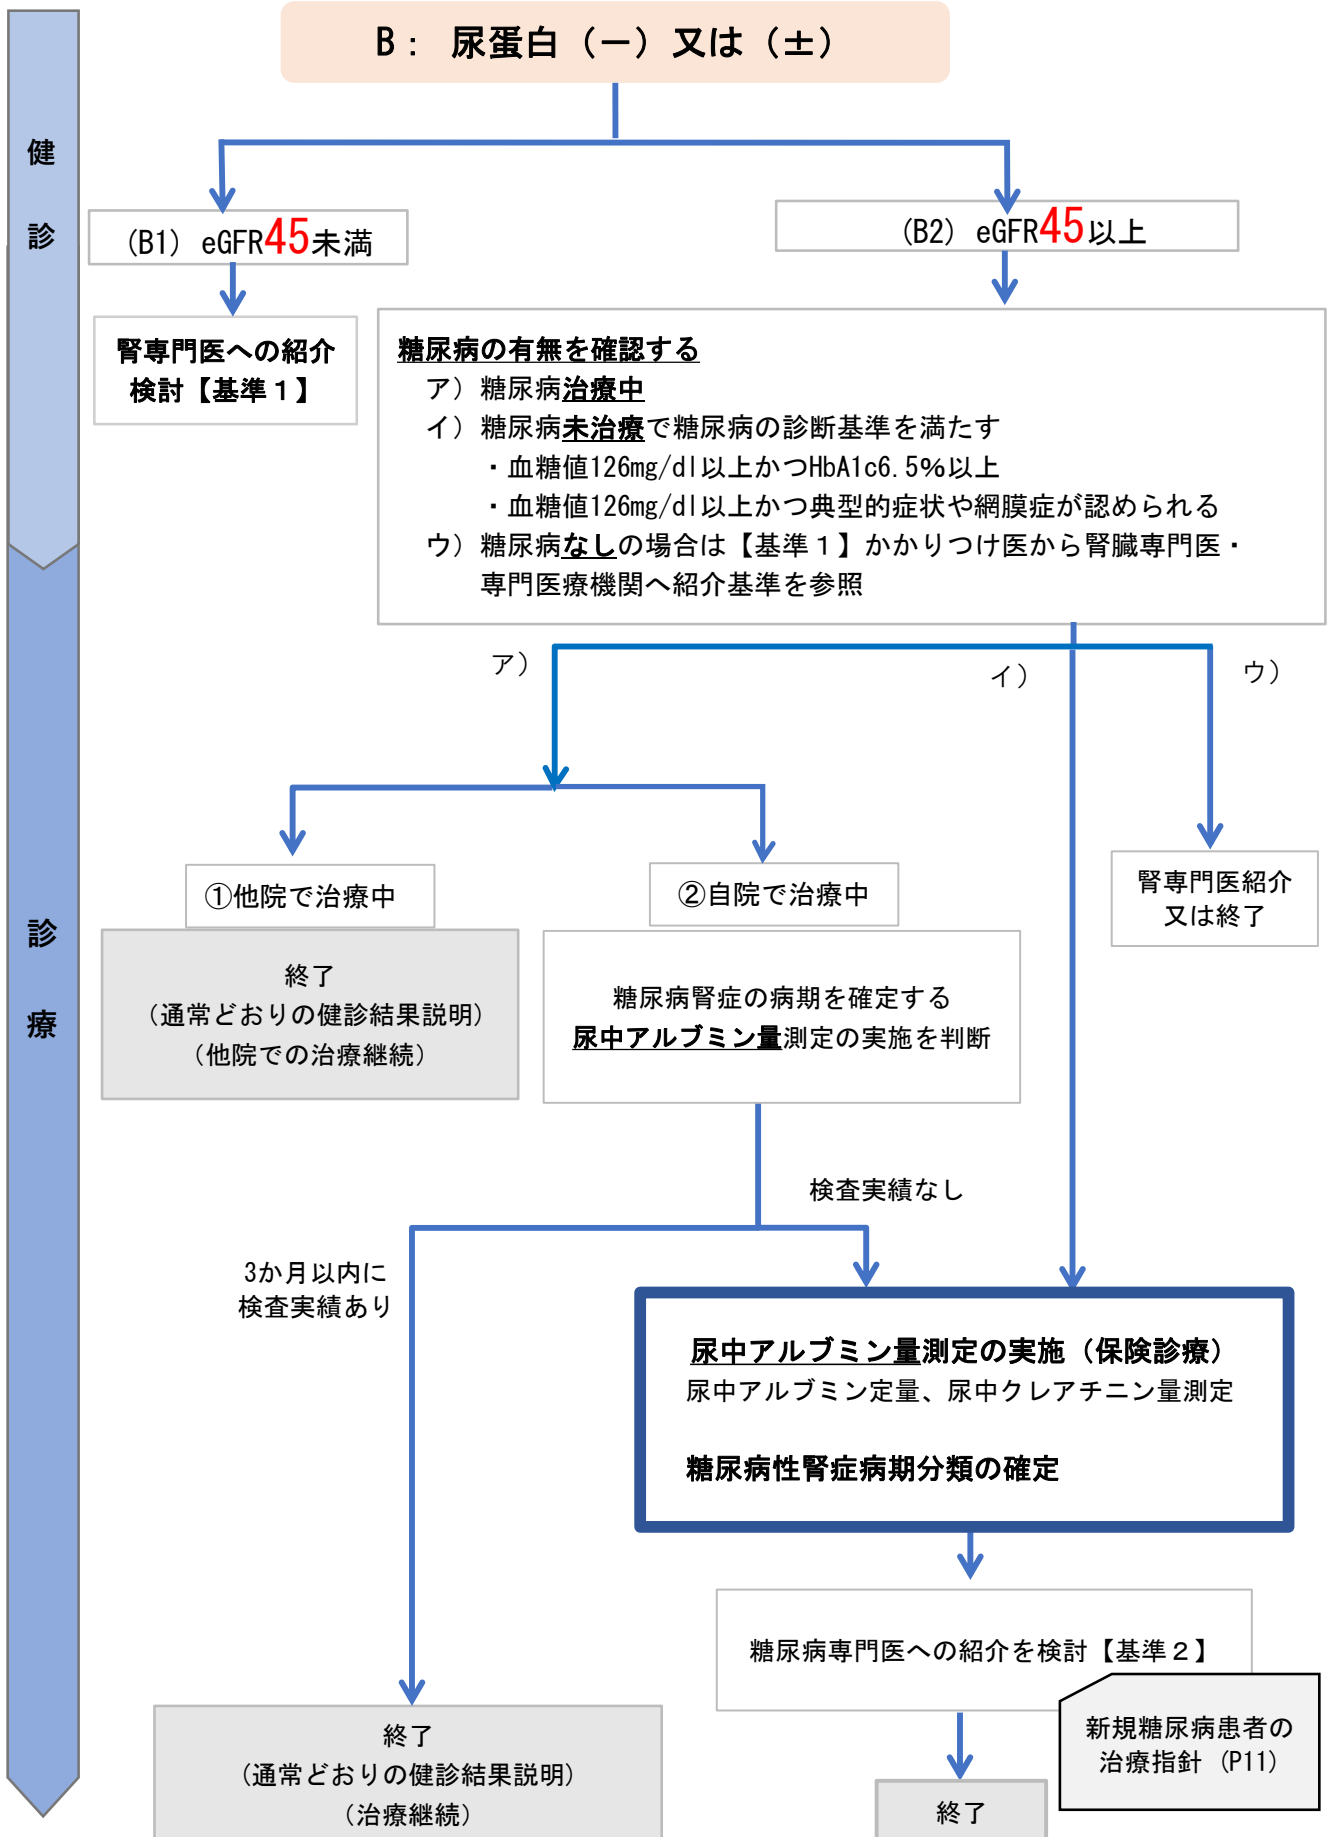 B： 尿蛋白（－）又は（±）
健
診
(B1) eGFR45未満
(B2) eGFR45以上
腎専門医への紹介
検討【基準１】
糖尿病の有無を確認する
ア）糖尿病治療中
イ）糖尿病未治療で糖尿病の診断基準を満たす
・血糖値126mg/dl以上かつHbA1c6.5%以上
・血糖値126mg/dl以上かつ典型的症状や網膜症が認められる
ウ）糖尿病なしの場合は【基準１】かかりつけ医から腎臓専門医・
専門医療機関へ紹介基準を参照
ア）
イ）
ウ）
診
療
①他院で治療中
②自院で治療中
腎専門医紹介
又は終了
終了
（通常どおりの健診結果説明）
（他院での治療継続）
糖尿病腎症の病期を確定する
尿中アルブミン量測定の実施を判断
検査実績なし
3か月以内に
検査実績あり
尿中アルブミン量測定の実施（保険診療）
尿中アルブミン定量、尿中クレアチニン量測定
糖尿病性腎症病期分類の確定
糖尿病専門医への紹介を検討【基準２】
新規糖尿病患者の
治療指針（P11）
終了
（通常どおりの健診結果説明）
（治療継続）
終了